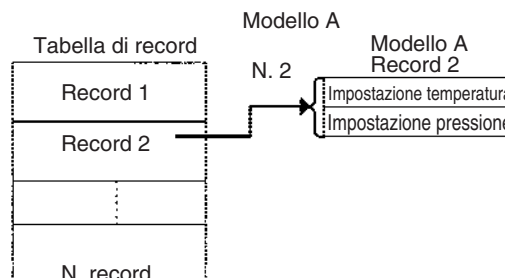 Modello A
Tabella di record
N. 2
Modello A
Record 2
Record 1
Impostazione temperatura
Record 2
Impostazione pressione
N. record